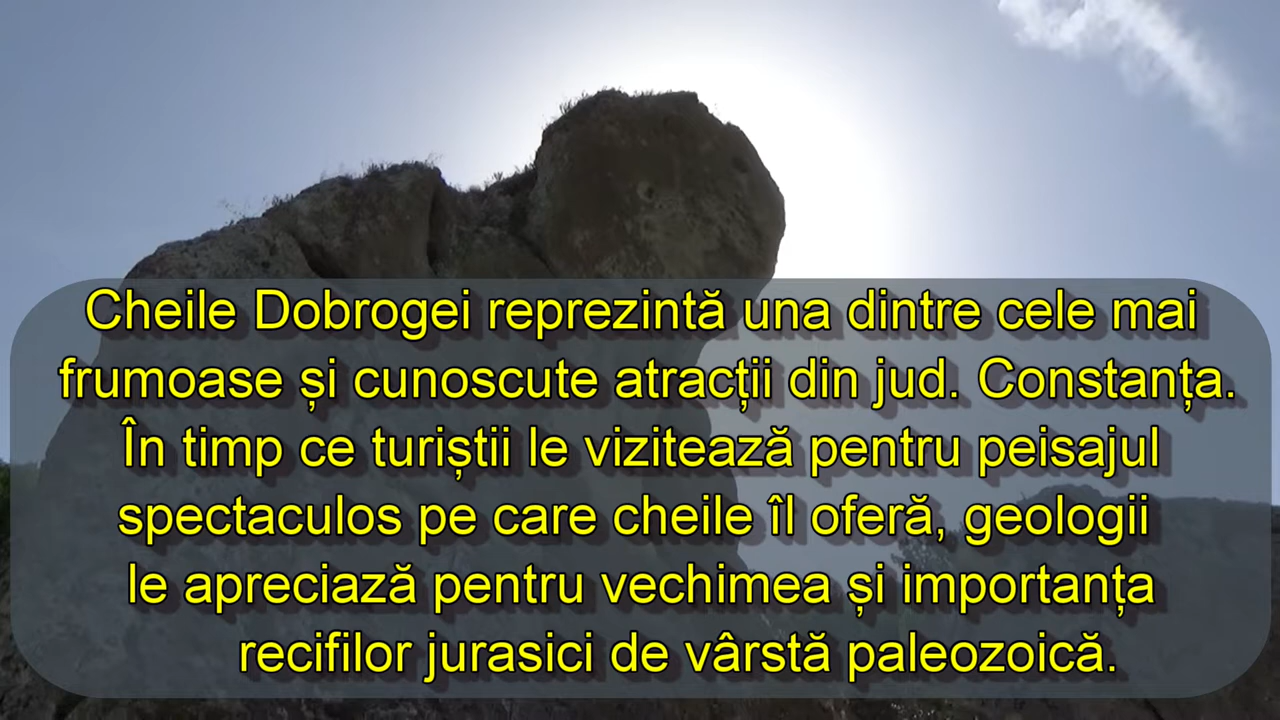 Cheile Dobrogei reprezintă una dintre cele mai
frumoase și cunoscute atracții din jud. Constanța.
În timp ce turiștii le vizitează pentru peisajul
spectaculos pe care cheile îl oferă, geologii
le apreciază pentru vechimea și importanța
recifilor jurasici de vârstă paleozoică.